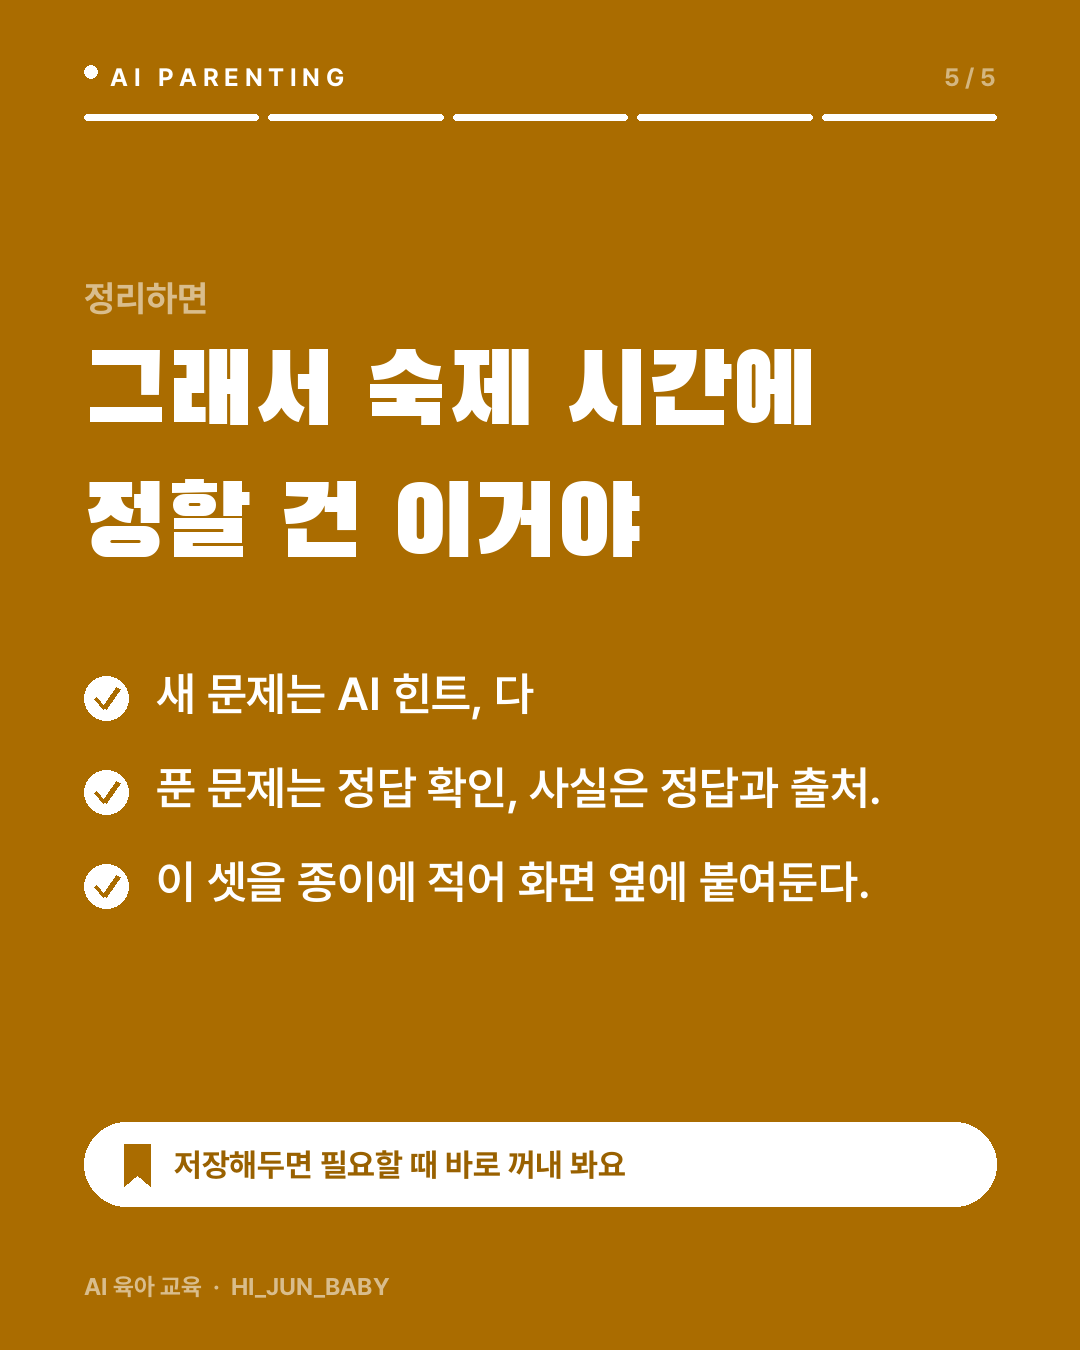 AI PARENTING
5 / 5
정리하면
그래서 숙제 시간에
정할 건 이거야
새 문제는 AI 힌트, 다
푼 문제는 정답 확인, 사실은 정답과 출처.
이 셋을 종이에 적어 화면 옆에 붙여둔다.
저장해두면 필요할 때 바로 꺼내 봐요
AI 육아 교육 · HI_JUN_BABY